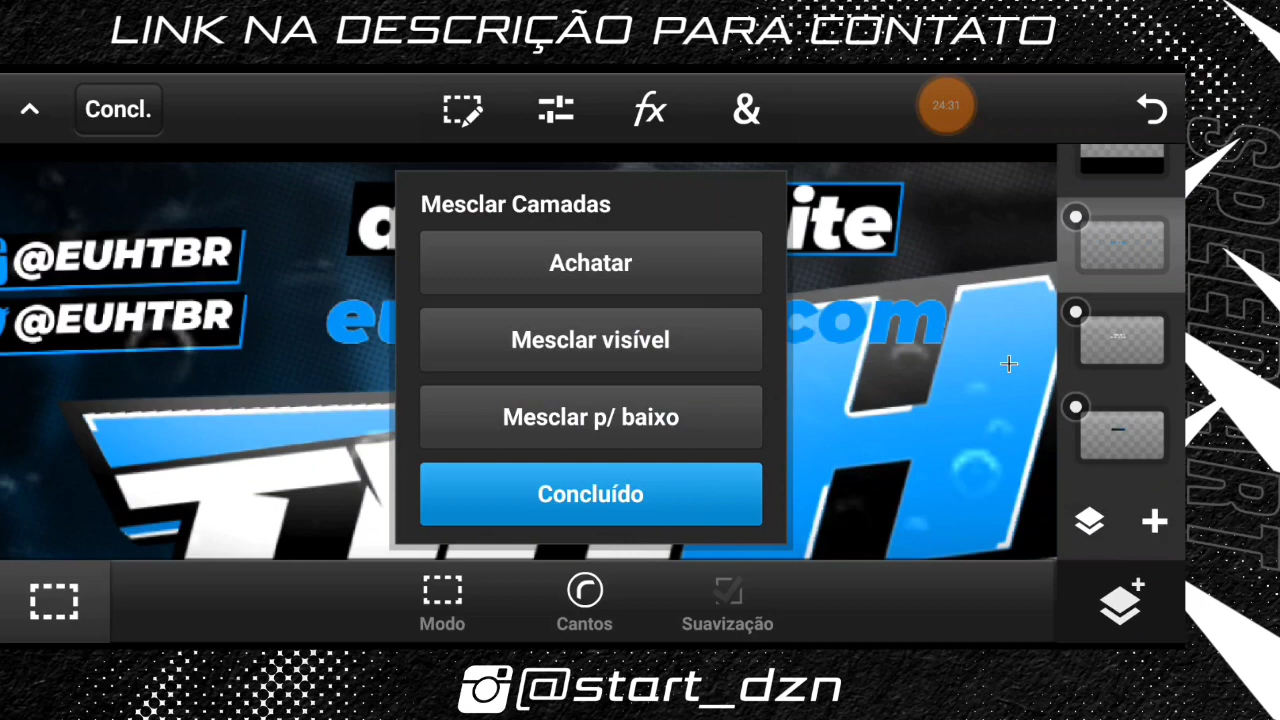 LINK NA DESCRIÇÃO PARA CONTATO
Concl.
fx
&
24:31
Mesclar Camadas
Achatar
Mesclar visível
Mesclar p/ baixo
Concluído
@EUHTBR
@EUHTBR
ite
com
Modo
Cantos
Suavização
@start_dzn